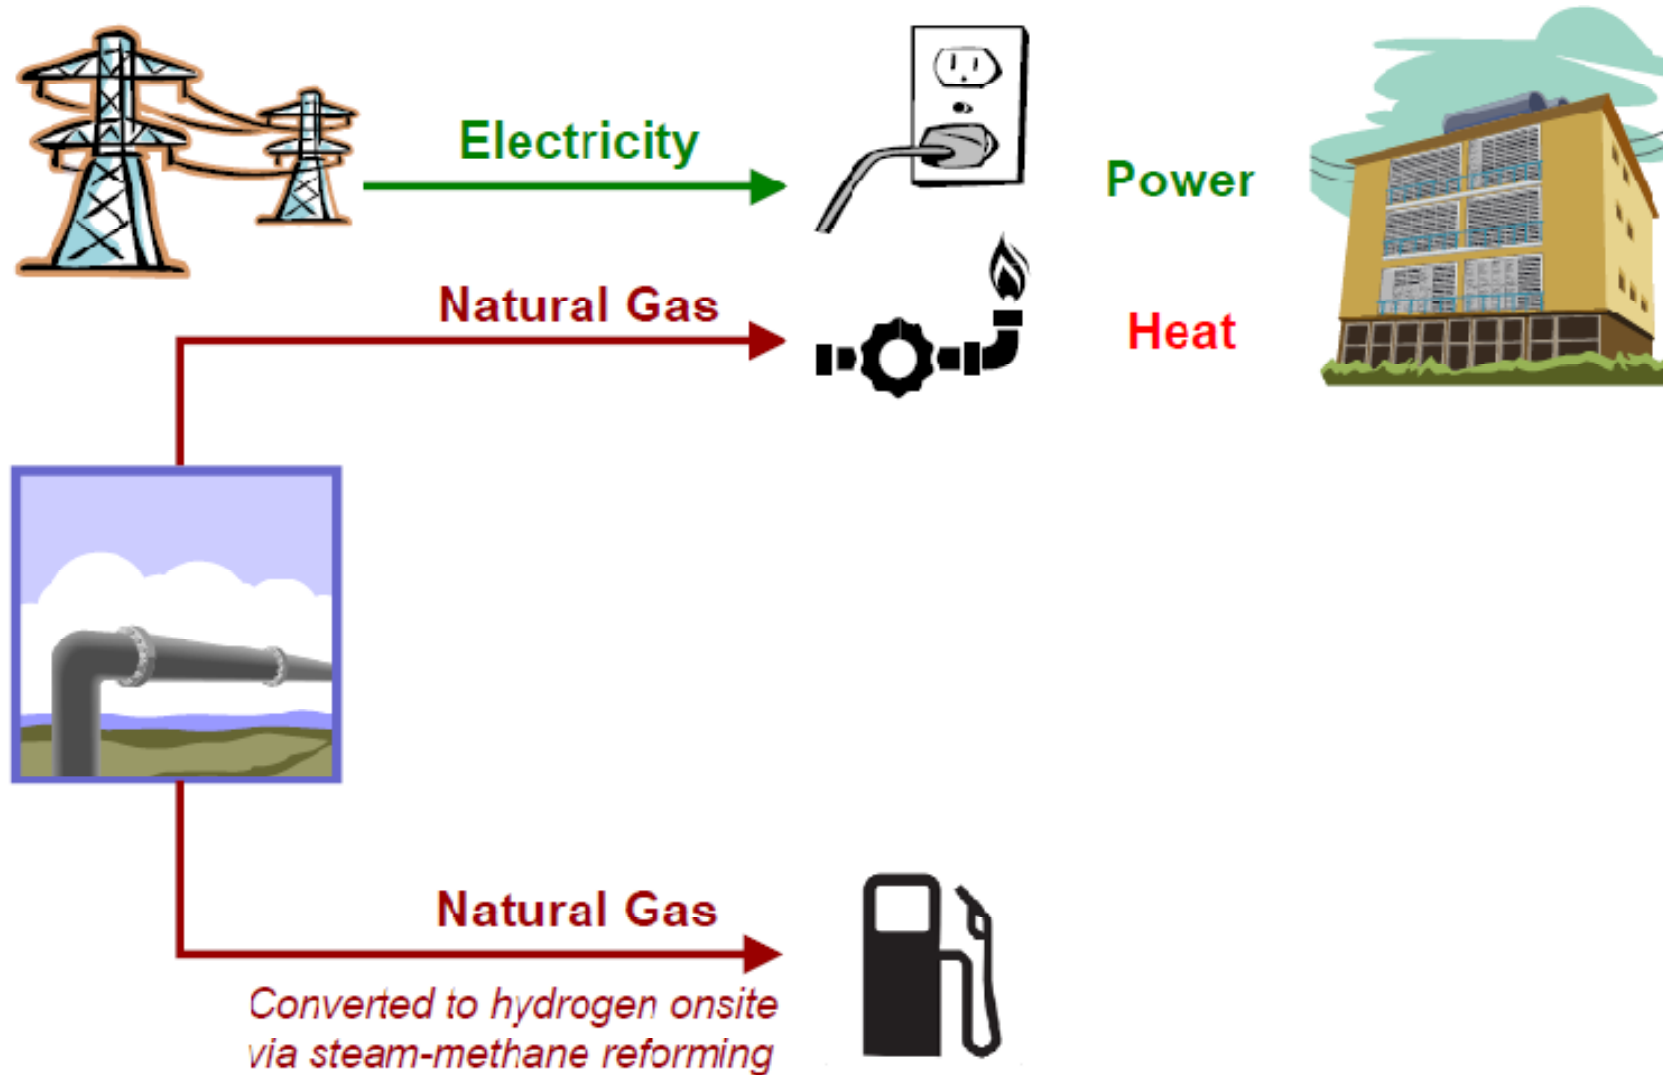 Electricity
Power
Natural Gas
Heat
Natural Gas
Converted to hydrogen onsite
via steam-methane reforming